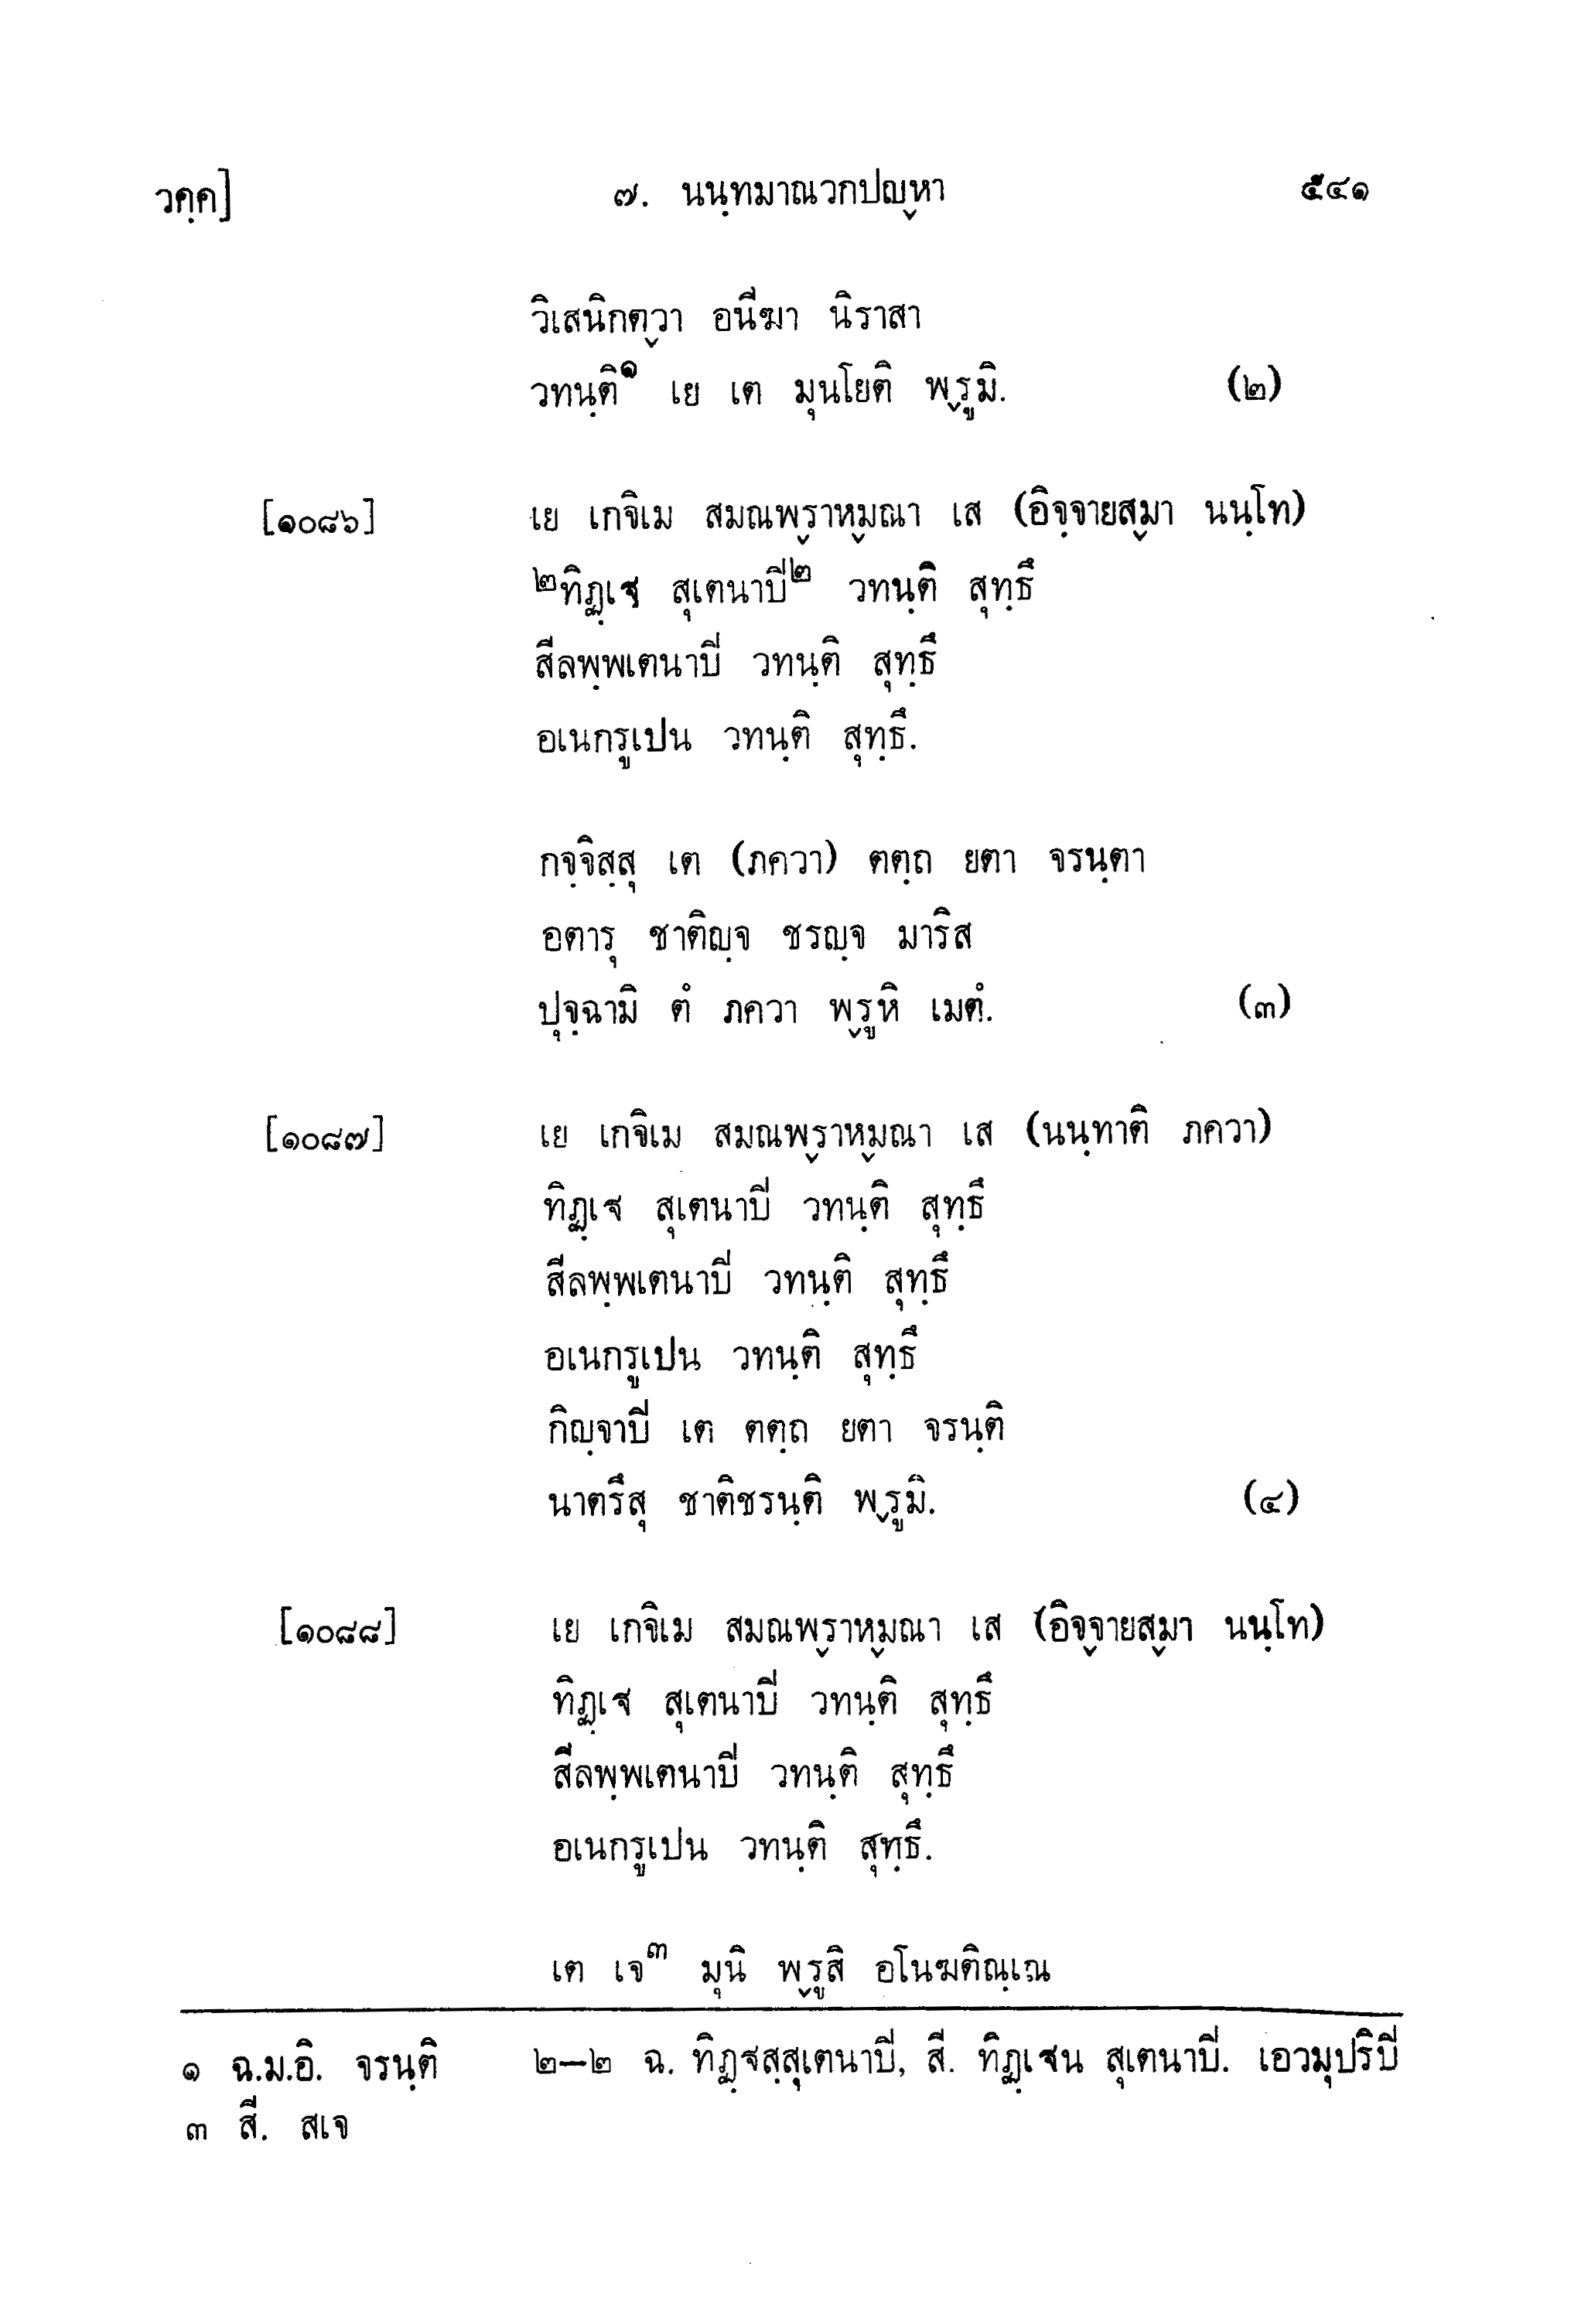 วคฺค] ๗. นนฺทมาณวกปญฺหา ๕๔๑
วิเสนิกตฺวา อนีฆา นิราสา
วทนฺติ๑ เย เต มุนโยติ พฺรูมิ. (๒)
[๑๐๘๖] เย เกจิเม สมณพฺราหฺมณา เส (อิจฺจายสฺมา นนฺโท)
๒ทิฏฺเฐ สุเตนาปิ๒ วทนฺติ สุทฺธึ
สีลพฺพเตนาปิ วทนฺติ สุทฺธึ
อเนกรูเปน วทนฺติ สุทฺธึ.
กจฺจิสฺสุ เต (ภควา) ตตฺถ ยตา จรนฺตา
อตารุ ชาติญฺจ ชรญฺจ มาริส
ปุจฺฉามิ ตํ ภควา พฺรูหิ เมตํ. (๓)
[๑๐๘๗] เย เกจิเม สมณพฺราหฺมณา เส (นนฺทาติ ภควา)
ทิฏฺเฐ สุเตนาปิ วทนฺติ สุทฺธึ
สีลพฺพเตนาปิ วทนฺติ สุทฺธึ
อเนกรูเปน วทนฺติ สุทฺธึ
กิญฺจาปิ เต ตตฺถ ยตา จรนฺติ
นาตรึสุ ชาติชรนฺติ พฺรูมิ. (๔)
[๑๐๘๘] เย เกจิเม สมณพฺราหฺมณา เส (อิจฺจายสฺมา นนฺโท)
ทิฏฺเฐ สุเตนาปิ วทนฺติ สุทฺธึ
สีลพฺพเตนาปิ วทนฺติ สุทฺธึ
อเนกรูเปน วทนฺติ สุทฺธึ.
เต เจ๓ มุนิ พฺรูสิ อโนฆติณฺเณ
๑ ฉ.ม.อิ. จรนฺติ ๒—๒ ฉ. ทิฏฺฐสฺสุเตนาปิ, สี. ทิฏฺเฐน สุเตนาปิ. เอวมุปริปิ
๓ สี. สเจ